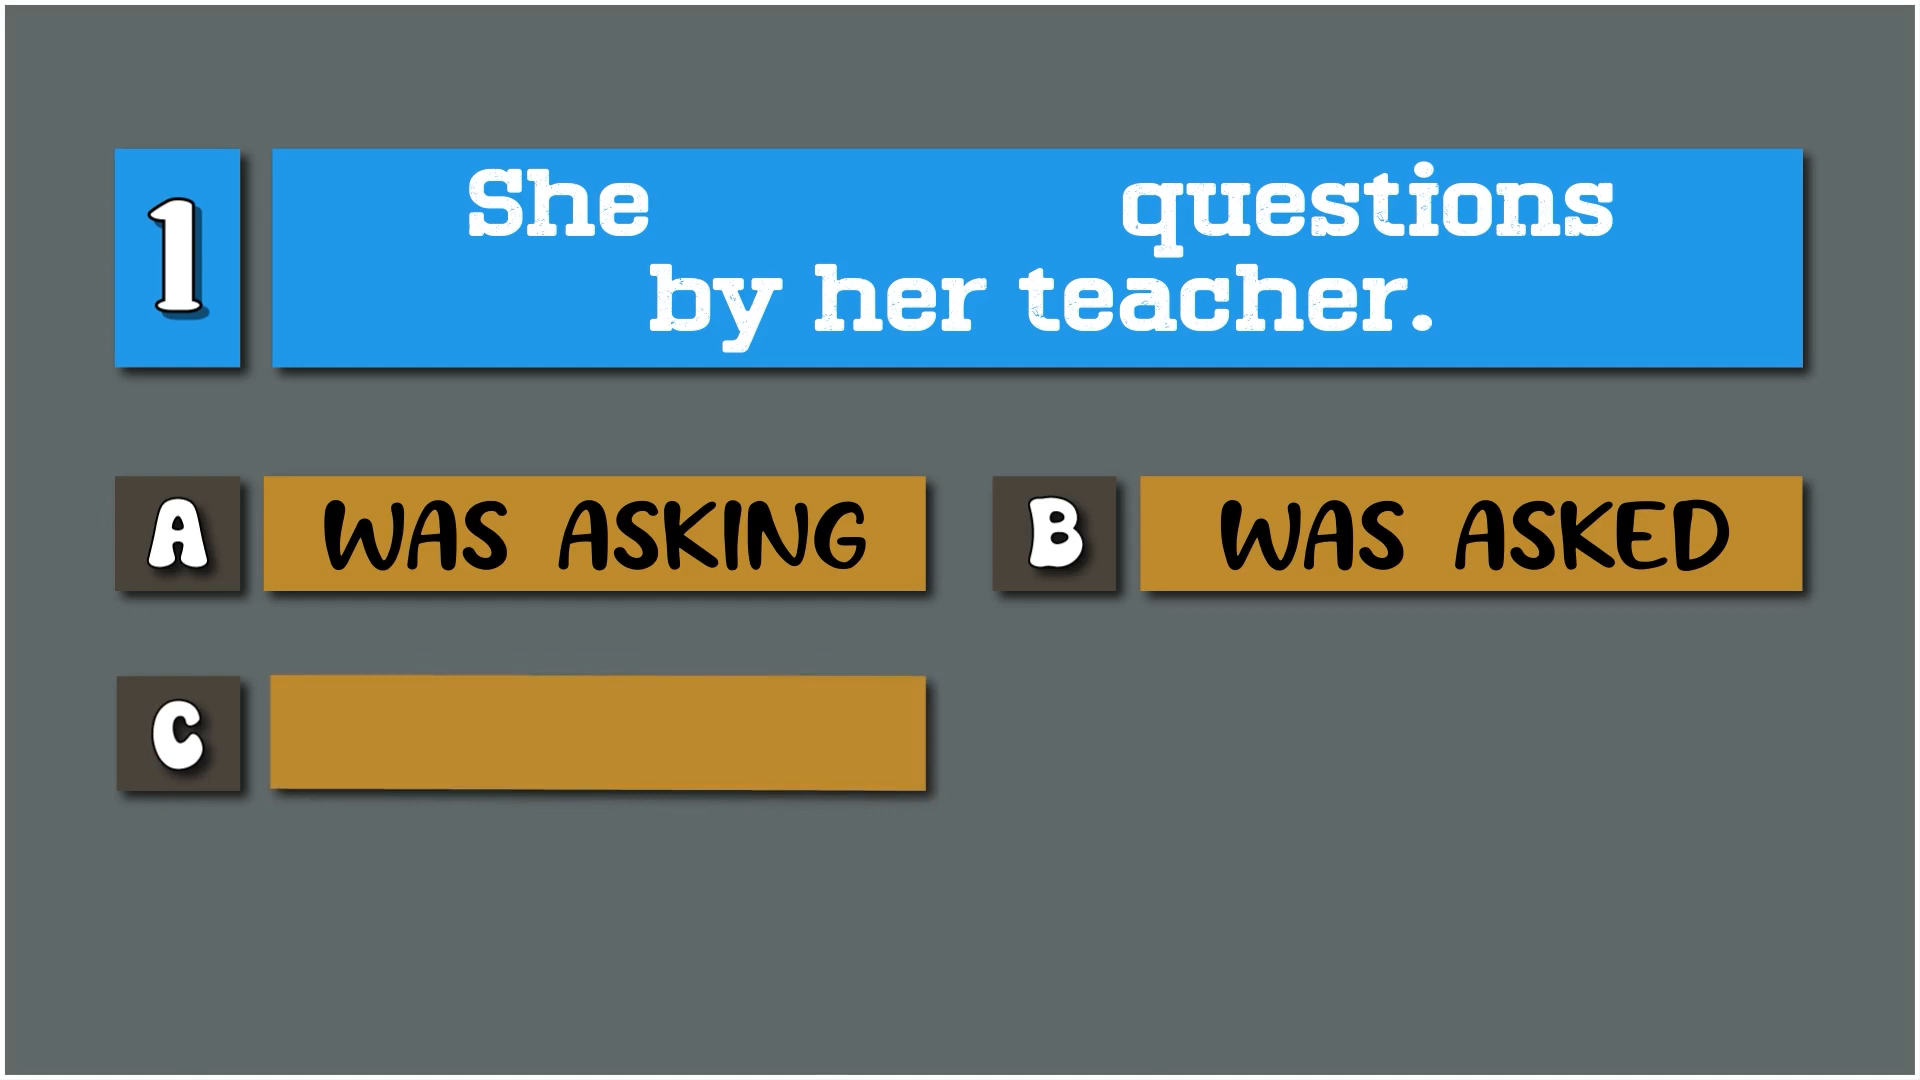 1
She questions
by her teacher.
A WAS ASKING
B WAS ASKED
C